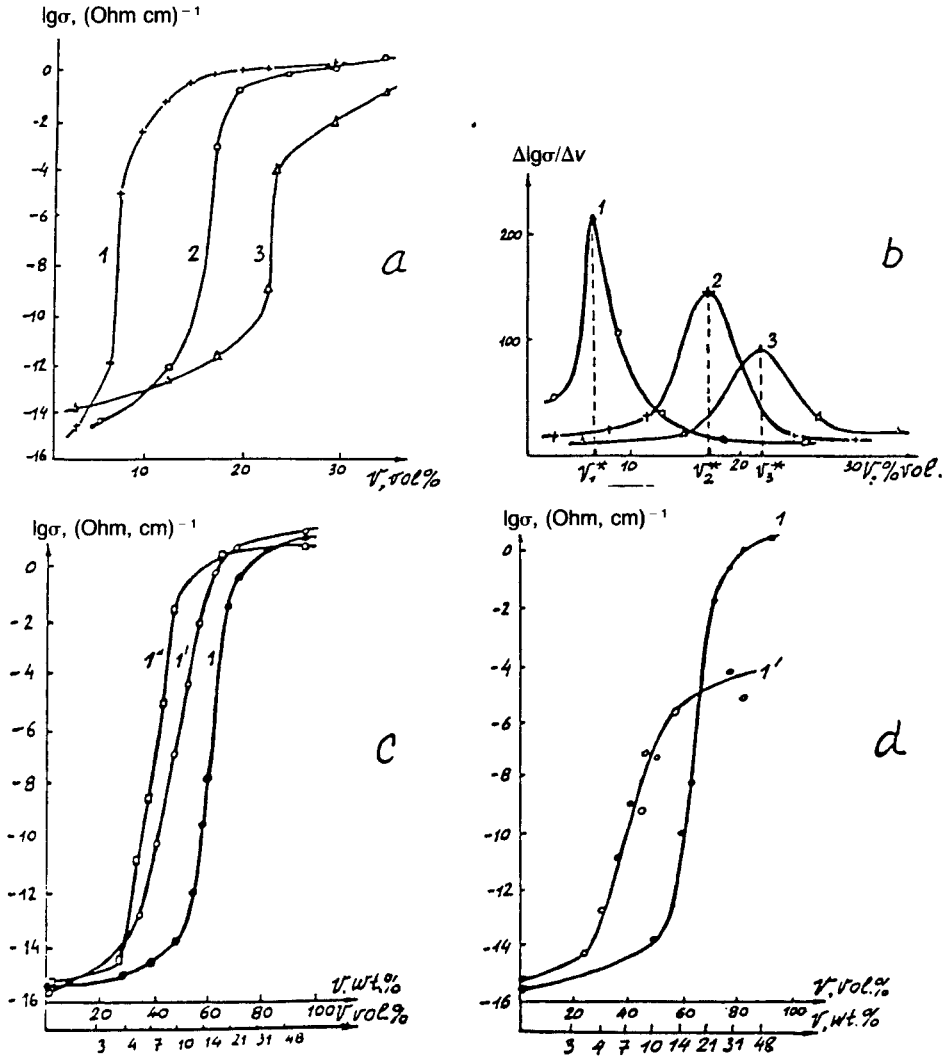 lgσ, (Ohm cm)⁻¹
0
-2
-4
-6
-8
-10
-12
-14
-16
1
2
3
a
10
20
30
v, vol%
Δlgσ/Δv
200
100
1
2
3
b
v₁* 10 v₂* 20 v₃* 30 v, % vol.
lgσ, (Ohm, cm)⁻¹
0
-2
-4
-6
-8
-10
-12
-14
-16
1" 1' 1
c
v. wt.%
20 40 60 80 100 v vol.%
3 4 7 10 14 21 31 48
lgσ, (Ohm, cm)⁻¹
0
-2
-4
-6
-8
-10
-12
-14
-16
1
1'
d
v, vol.%
20 40 60 80 100 v, wt.%
3 4 7 10 14 21 31 48